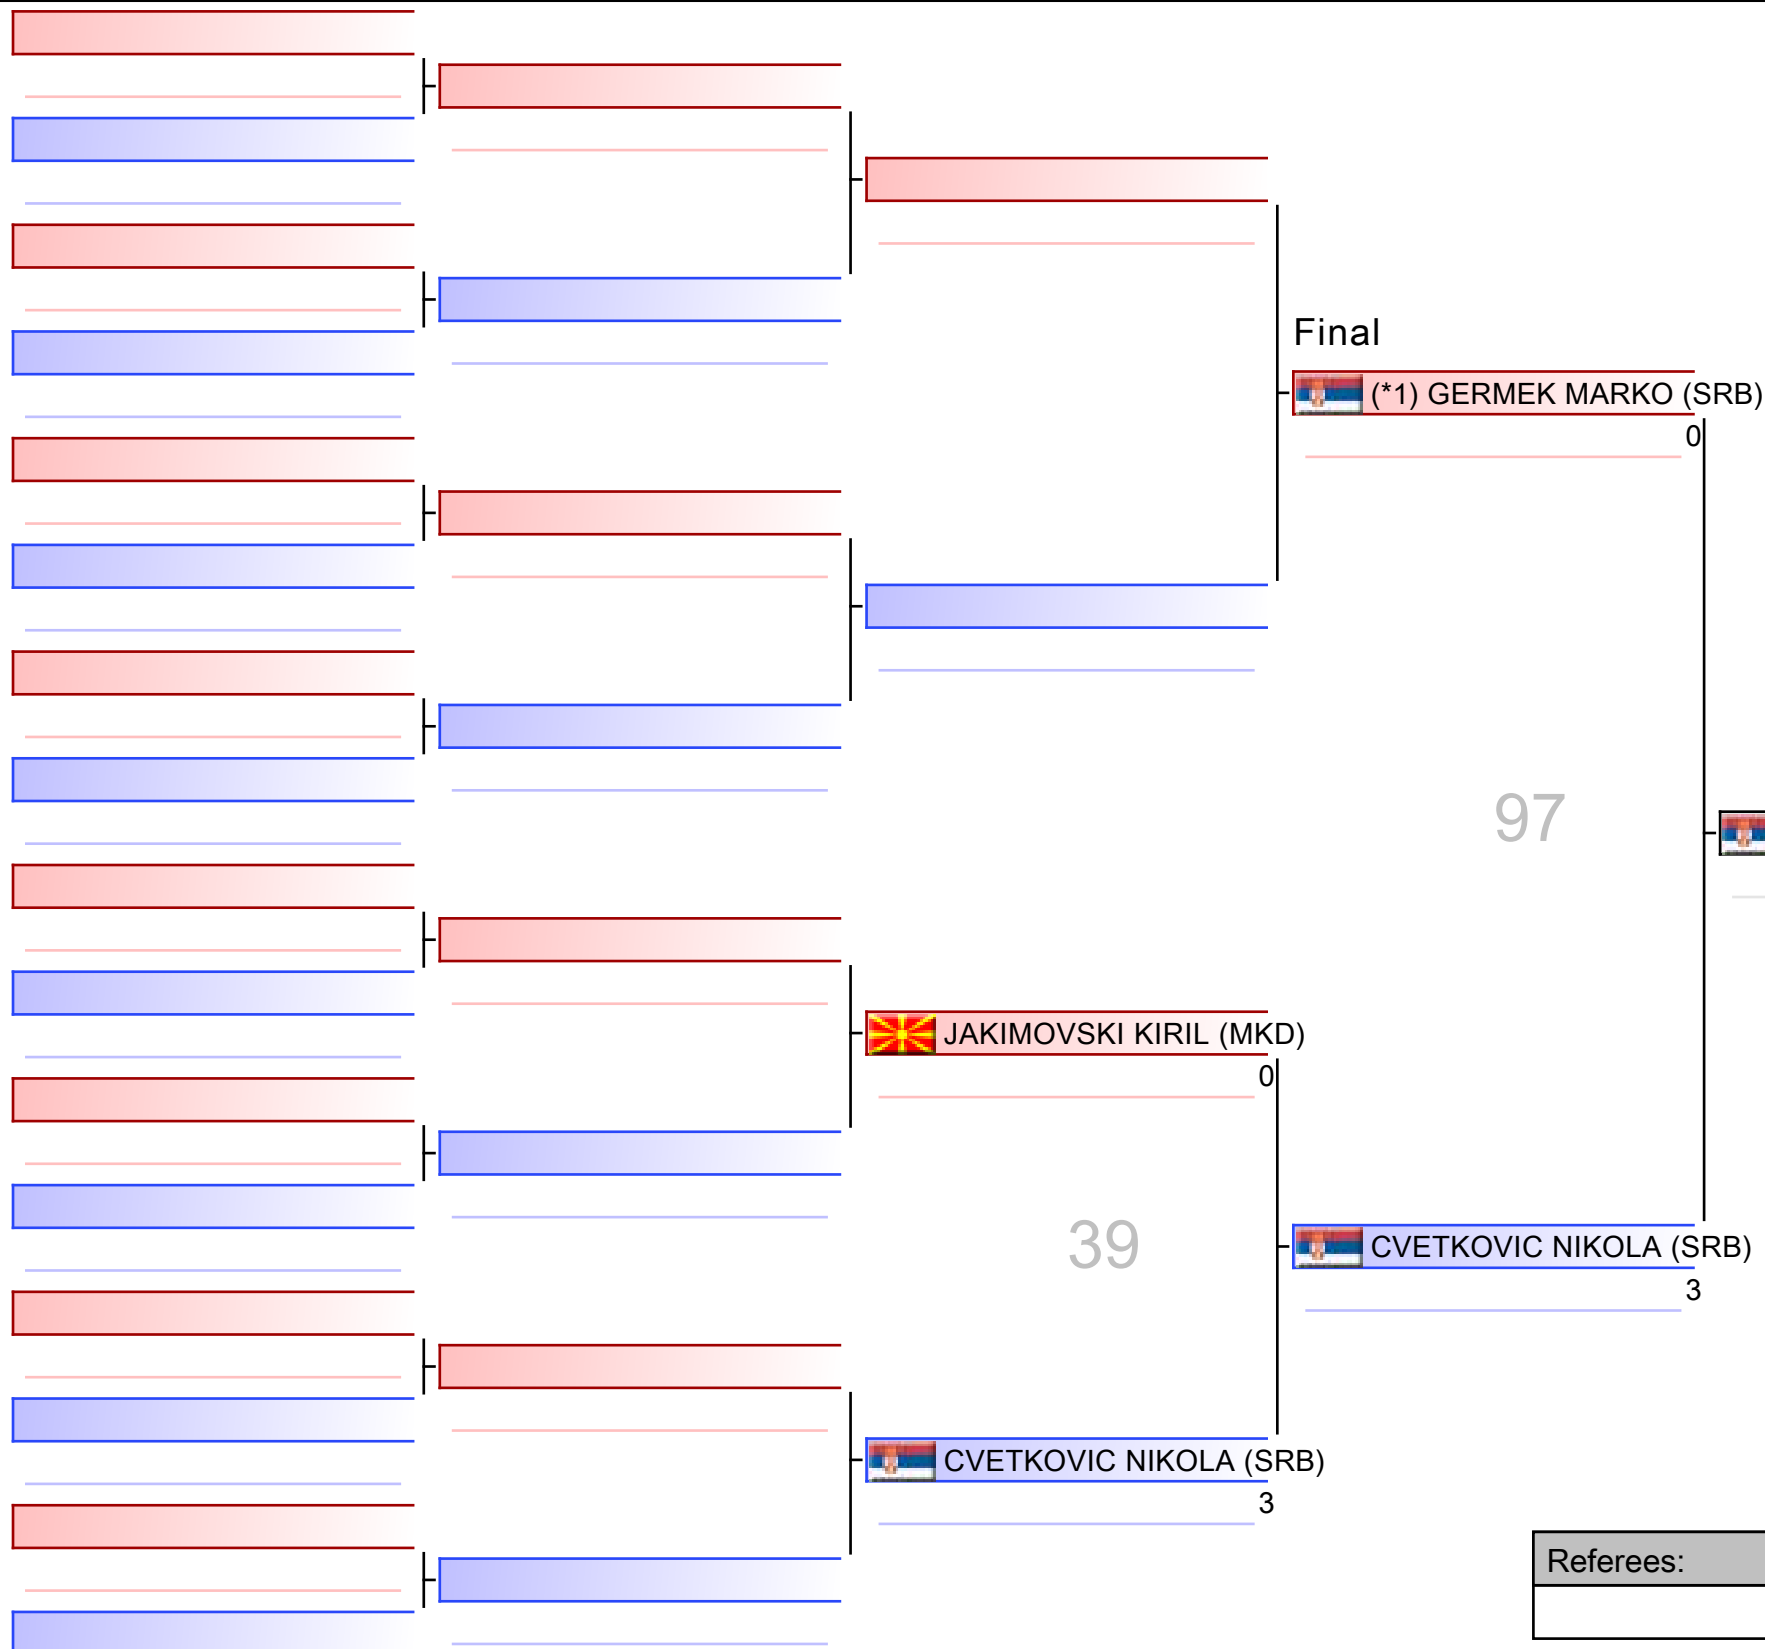 Final
(*1) GERMEK MARKO (SRB)
0
97
JAKIMOVSKI KIRIL (MKD)
0
39
CVETKOVIC NIKOLA (SRB)
3
CVETKOVIC NIKOLA (SRB)
3
Referees: